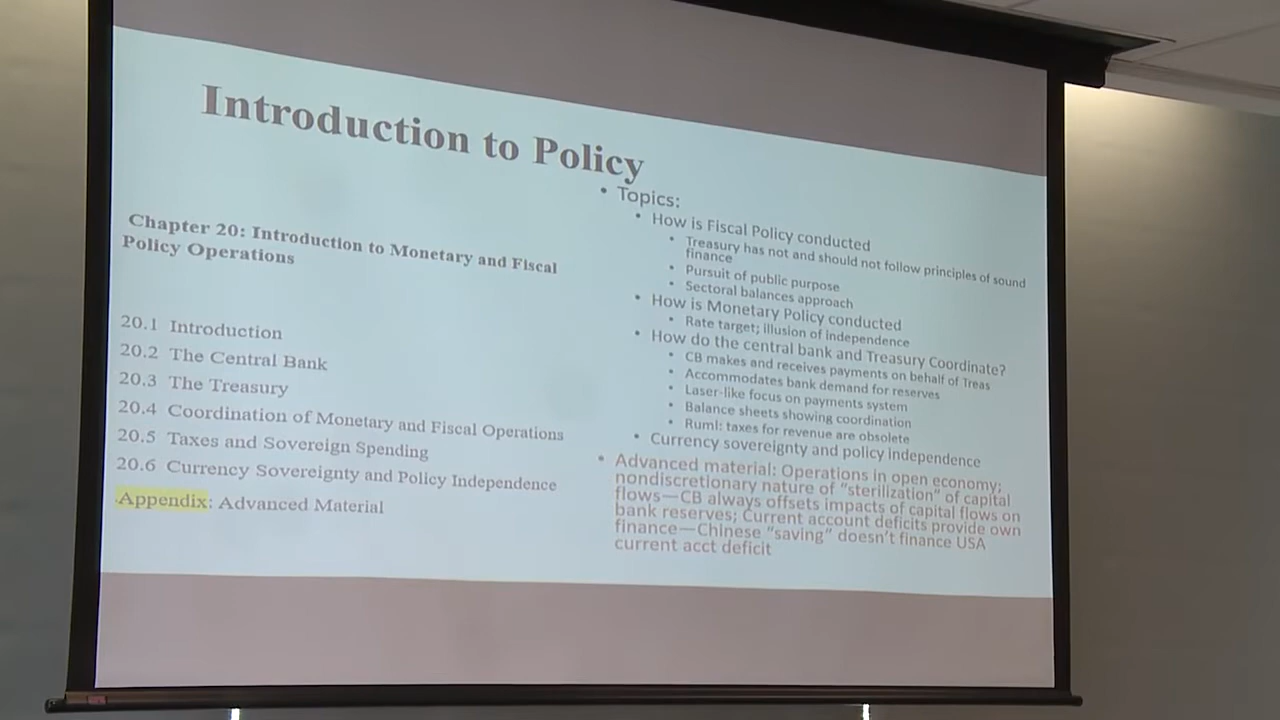 Introduction to Policy
Chapter 20: Introduction to Monetary and Fiscal
Policy Operations
20.1 Introduction
20.2 The Central Bank
20.3 The Treasury
20.4 Coordination of Monetary and Fiscal Operations
20.5 Taxes and Sovereign Spending
20.6 Currency Sovereignty and Policy Independence
Appendix: Advanced Material
• Topics:
• How is Fiscal Policy conducted
• Treasury has not and should not follow principles of sound
finance
• Pursuit of public purpose
• Sectoral balances approach
• How is Monetary Policy conducted
• Rate target; illusion of independence
• How do the central bank and Treasury Coordinate?
• CB makes and receives payments on behalf of Treas
• Accommodates bank demand for reserves
• Laser-like focus on payments system
• Balance sheets showing coordination
• Ruml: taxes for revenue are obsolete
• Currency sovereignty and policy independence
• Advanced material: Operations in open economy;
nondiscretionary nature of "sterilization" of capital
flows—CB always offsets impacts of capital flows on
bank reserves; Current account deficits provide own
finance—Chinese "saving" doesn't finance USA
current acct deficit